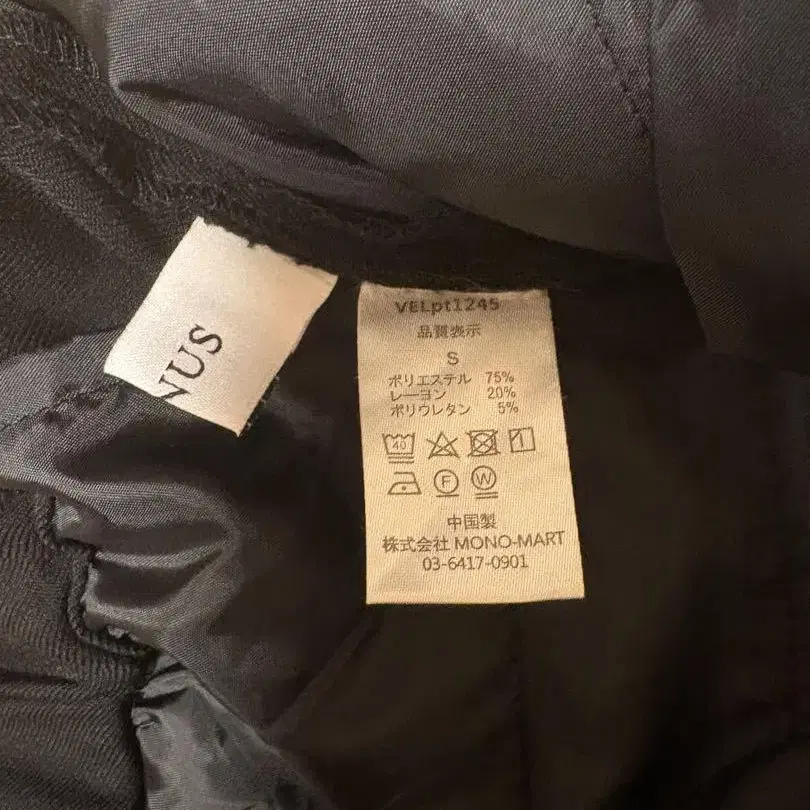 NUS
VELpt1245
品質表示
S
ポリエステル 75%
レーヨン 20%
ポリウレタン 5%
40
F W
中国製
株式会社 MONO-MART
03-6417-0901